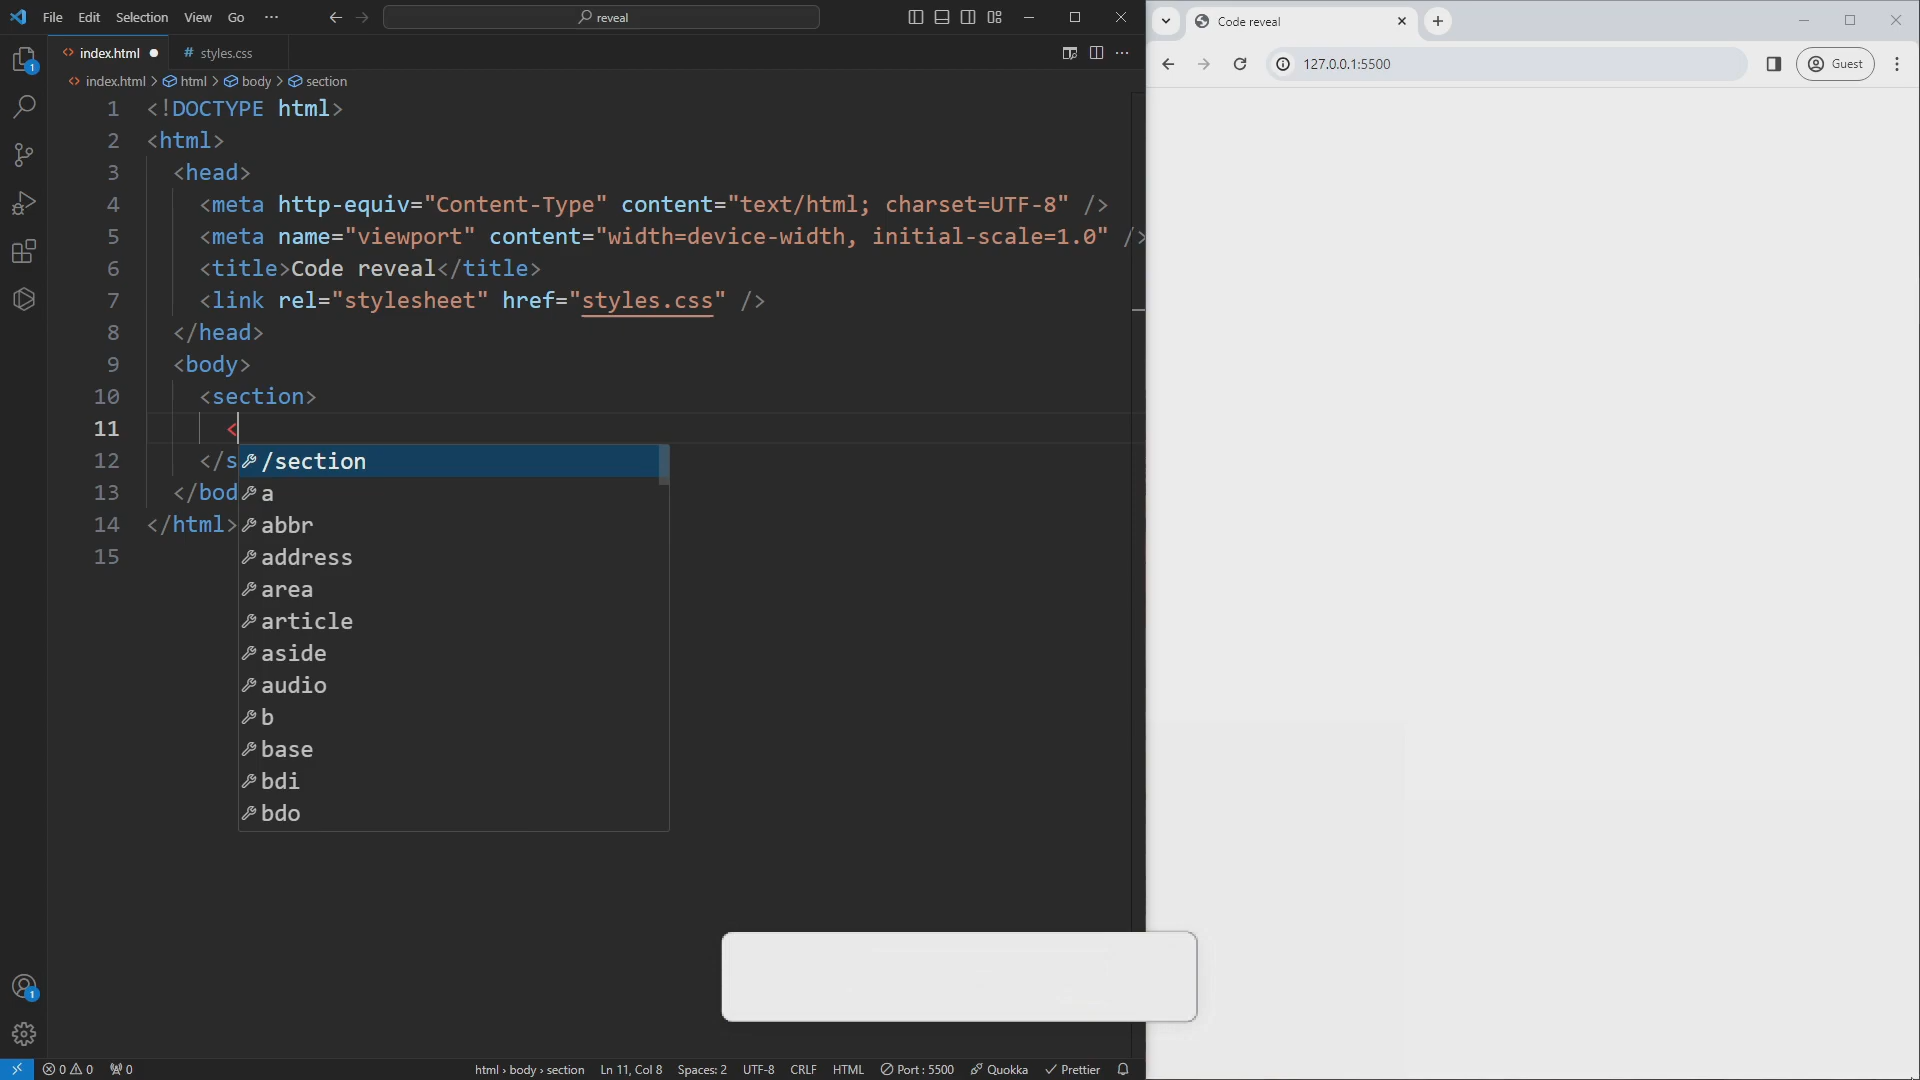 File Edit Selection View Go ··· reveal
index.html styles.css
index.html > html > body > section
1 <!DOCTYPE html>
2 <html>
3 <head>
4 <meta http-equiv="Content-Type" content="text/html; charset=UTF-8" />
5 <meta name="viewport" content="width=device-width, initial-scale=1.0" />
6 <title>Code reveal</title>
7 <link rel="stylesheet" href="styles.css" />
8 </head>
9 <body>
10 <section>
11 <
12 </s
13 </bod
14 </html>
15
/section
a
abbr
address
area
article
aside
audio
b
base
bdi
bdo
1
1
0 0 0 html > body > section Ln 11, Col 8 Spaces: 2 UTF-8 CRLF HTML Port : 5500 Quokka Prettier
Code reveal
127.0.0.1:5500 Guest